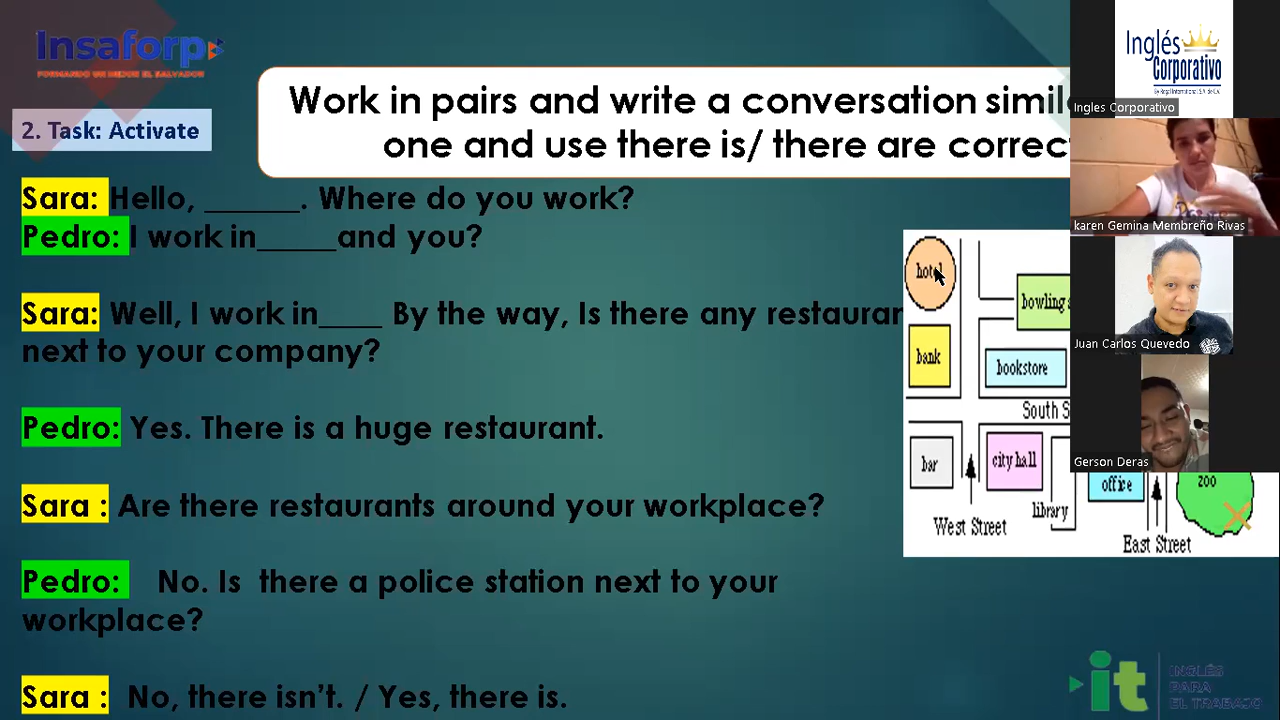 Insaforp
FORMANDO UN MEJOR EL SALVADOR
2. Task: Activate
Work in pairs and write a conversation
one and use there is/ there are
Sara: Hello, ______. Where do you work?
Pedro: I work in_____and you?
Sara: Well, I work in____ By the way, Is there any
next to your company?
Pedro: Yes. There is a huge restaurant.
Sara : Are there restaurants around your workplace?
Pedro: No. Is there a police station next to your
workplace?
Sara : No, there isn't. / Yes, there is.
hotel
bowling
bank
bookstore
South
bar
city hall
office
zoo
library
West Street
East Street
Inglés
Corporativo
Ingles Corporativo
karen Gemina Membreño Rivas
Juan Carlos Quevedo
Gerson Deras
it
INGLÉS
PARA
EL TRABAJO